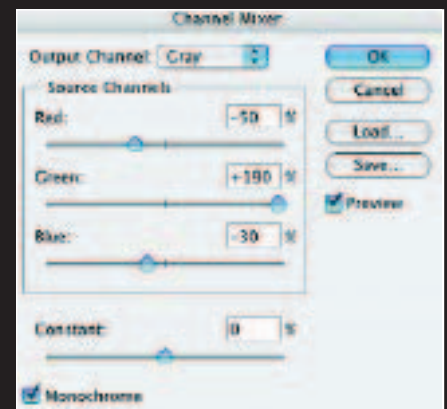 Channel Mixer
Output Channel: Gray
OK
Source Channels
Cancel
Red: -50 %
Load...
Save...
Green: +190 %
Preview
Blue: -30 %
Constant: 0 %
Monochrome